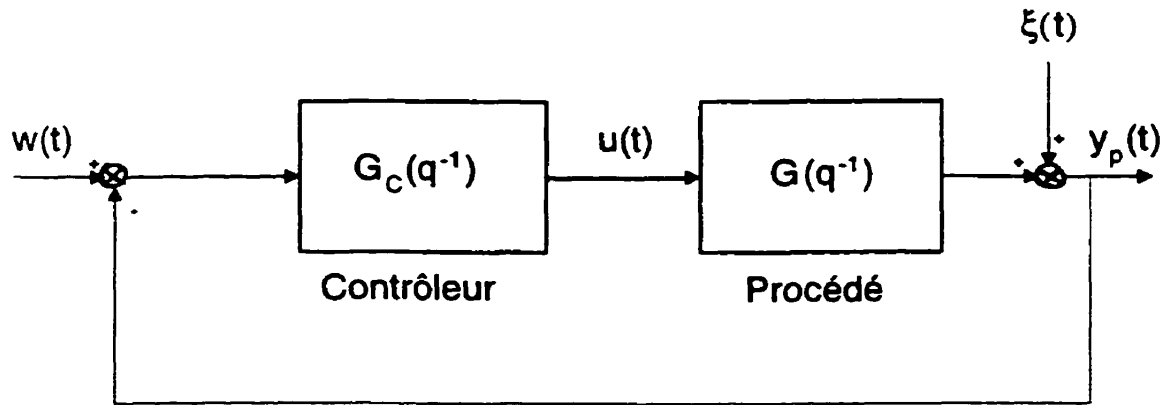 ξ(t)
w(t)
+
-
G_C(q^-1)
u(t)
G(q^-1)
+
+
y_p(t)
Contrôleur
Procédé